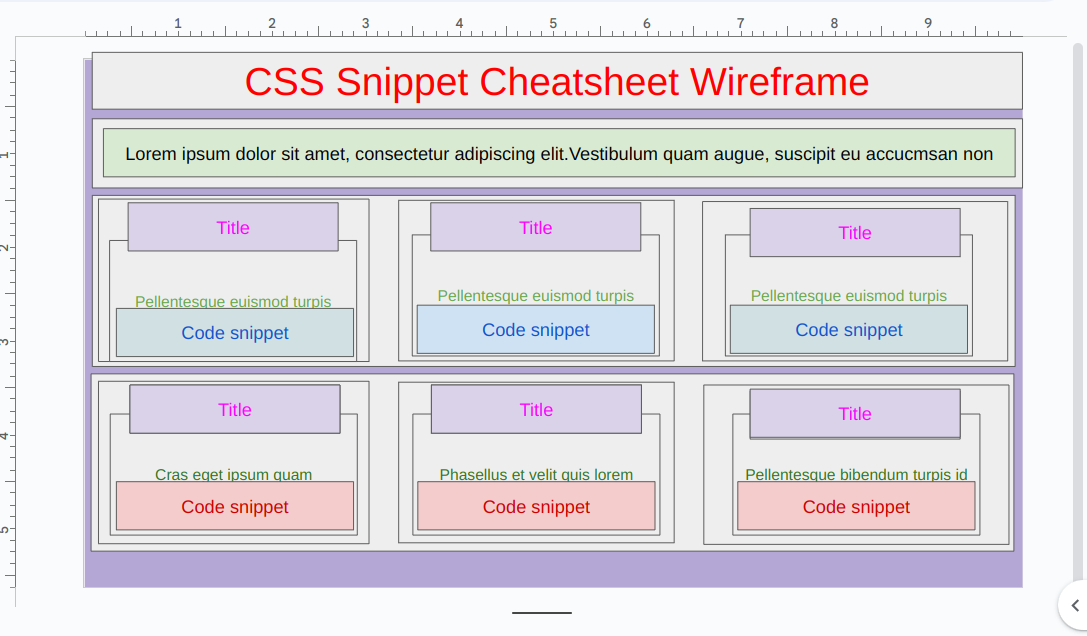 1 2 3 4 5 6 7 8 9
CSS Snippet Cheatsheet Wireframe
1
Lorem ipsum dolor sit amet, consectetur adipiscing elit.Vestibulum quam augue, suscipit eu accucmsan non
2
Title Title Title
Pellentesque euismod turpis Pellentesque euismod turpis Pellentesque euismod turpis
3
Code snippet Code snippet Code snippet
4
Title Title Title
Cras eget ipsum quam Phasellus et velit quis lorem Pellentesque bibendum turpis id
Code snippet Code snippet Code snippet
5